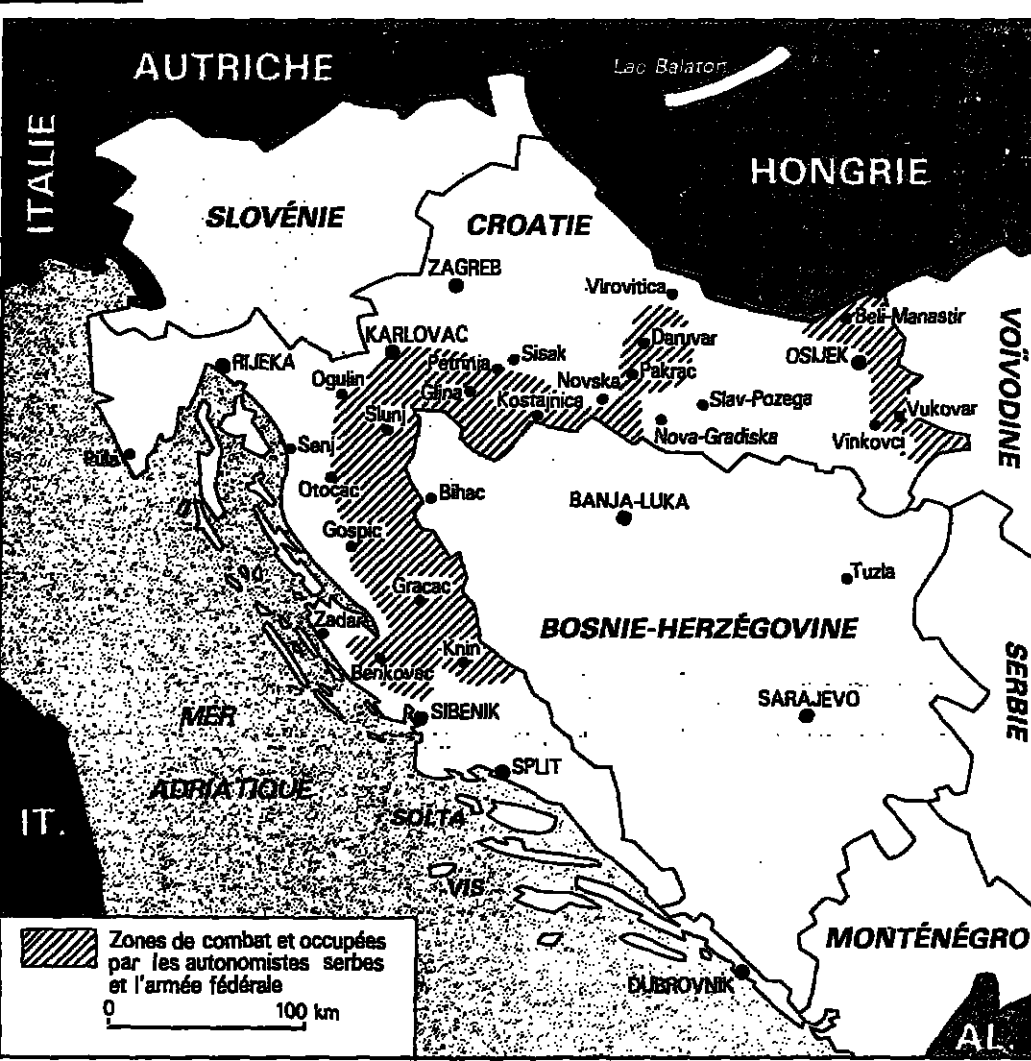 AUTRICHE
Lac Balaton
ITALIE
HONGRIE
SLOVÉNIE
CROATIE
ZAGREB
Virovitica
VOÏVODINE
KARLOVAC
Daruvar
Beli-Manastir
RIJEKA
Petrinja
Sisak
OSIJEK
Ogulin
Glina
Novska
Pakrac
Kostajnica
Slav-Pozega
Slunj
Nova-Gradiska
Vukovar
Vinkovci
Pula
Senj
Otocac
Bihac
BANJA-LUKA
Gospic
Tuzla
Gracac
Zadar
BOSNIE-HERZÉGOVINE
Knin
Benkovac
SERBIE
SARAJEVO
SIBENIK
MER
ADRIATIQUE
SPLIT
IT.
SOLTA
VIS
Zones de combat et occupées
par les autonomistes serbes
et l'armée fédérale
0 100 km
MONTÉNÉGRO
DUBROVNIK
AL.